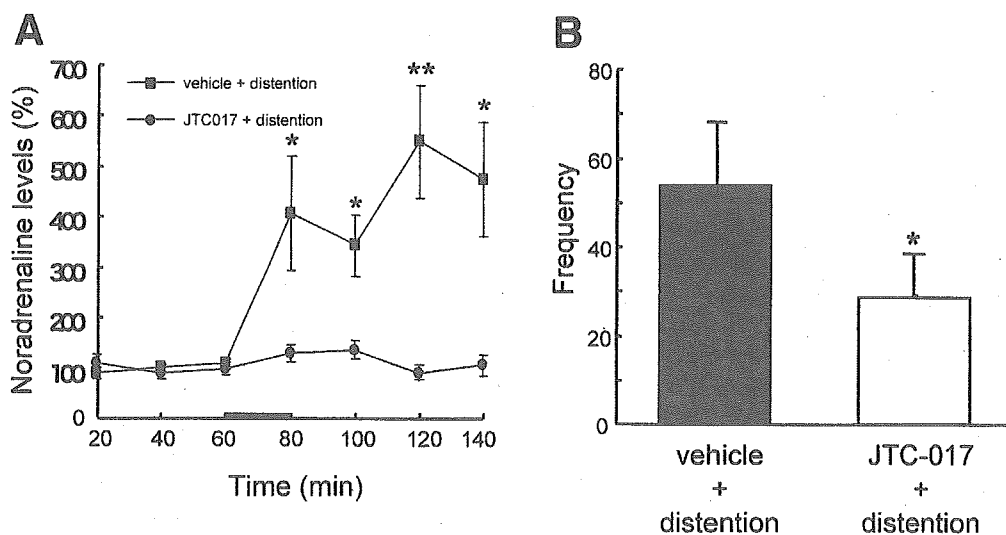 A
Noradrenaline levels (%)
700
600
500
400
300
200
100
0
vehicle + distention
JTC017 + distention
*
*
**
*
20 40 60 80 100 120 140
Time (min)
B
Frequency
80
60
40
20
0
*
vehicle
+
distention
JTC-017
+
distention